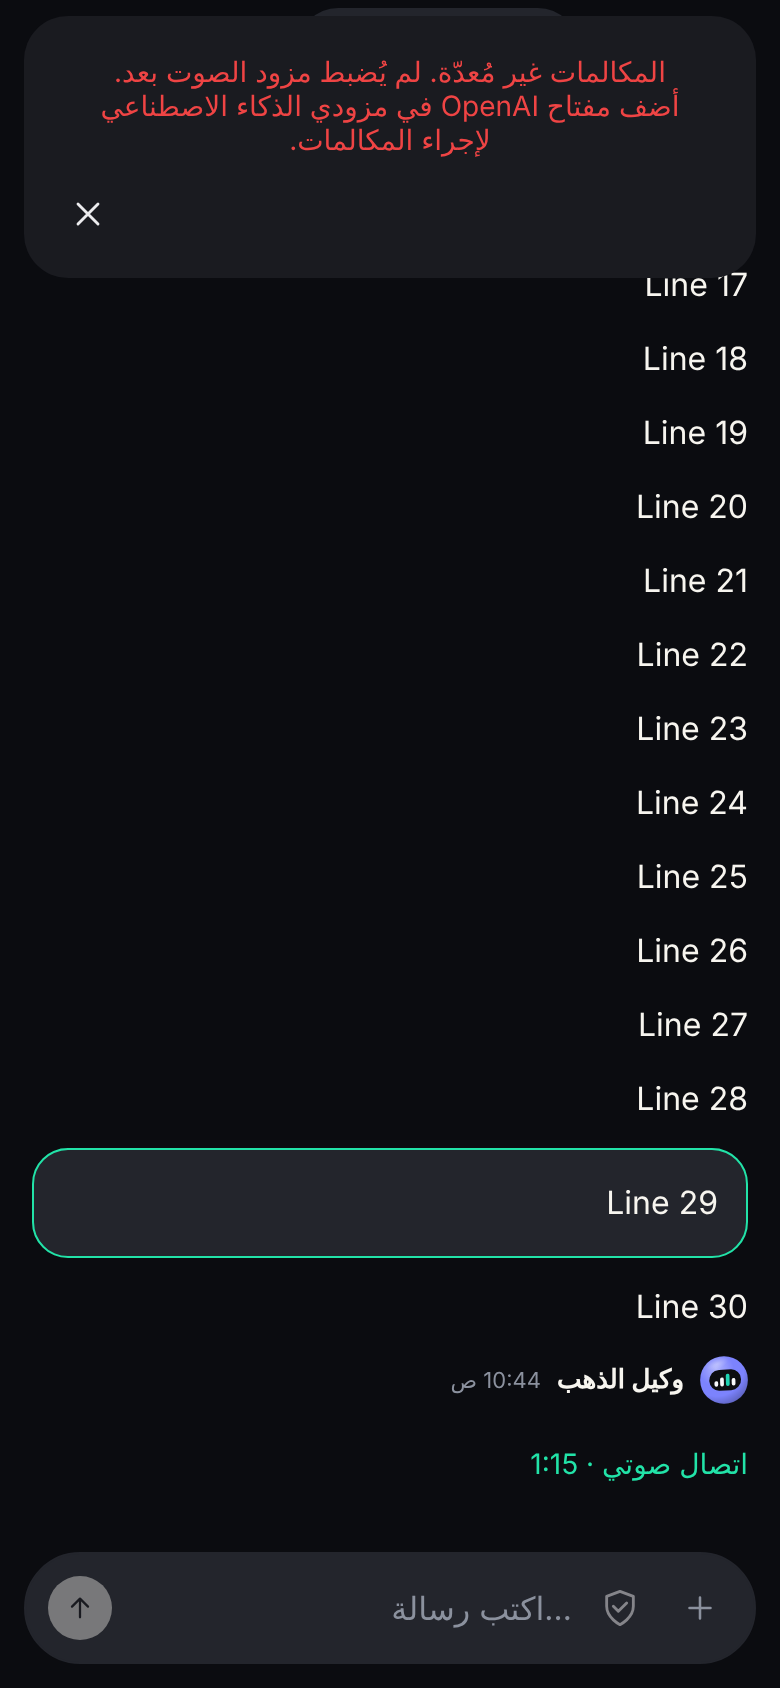 المكالمات غير مُعدّة. لم يُضبط مزود الصوت بعد.
أضف مفتاح OpenAI في مزودي الذكاء الاصطناعي
لإجراء المكالمات.
Line 17
Line 18
Line 19
Line 20
Line 21
Line 22
Line 23
Line 24
Line 25
Line 26
Line 27
Line 28
Line 29
Line 30
وكيل الذهب 10:44 ص
اتصال صوتي · 1:15
اكتب رسالة...